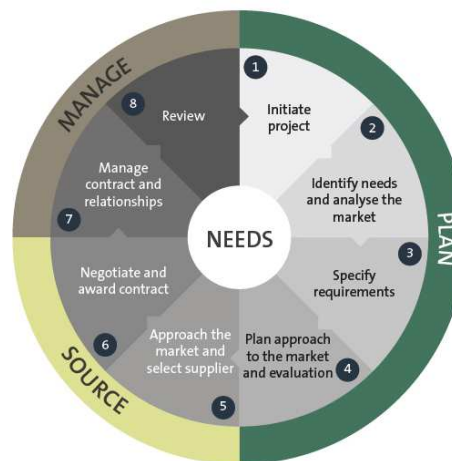 MANAGE
PLAN
SOURCE
NEEDS
1
Initiate
project
2
Identify needs
and analyse the
market
3
Specify
requirements
4
Plan approach
to the market
and evaluation
5
Approach the
market and
select supplier
6
Negotiate and
award contract
7
Manage
contract and
relationships
8
Review